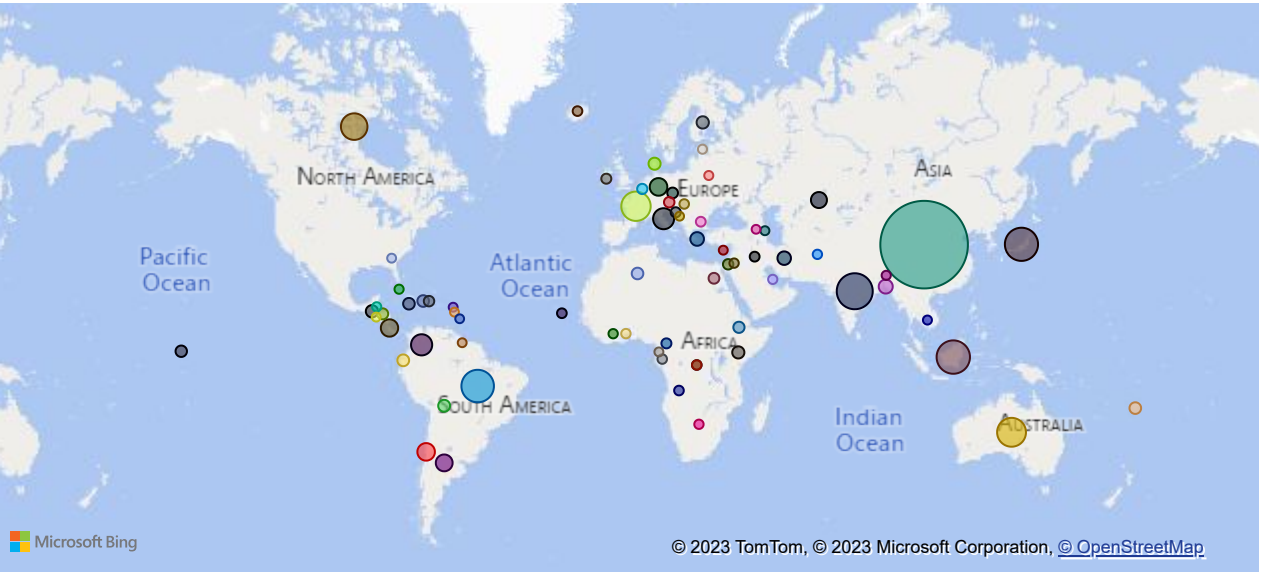 ASIA
NORTH AMERICA
EUROPE
Pacific
Ocean
Atlantic
Ocean
AFRICA
SOUTH AMERICA
Indian
Ocean
AUSTRALIA
Microsoft Bing
© 2023 TomTom, © 2023 Microsoft Corporation, © OpenStreetMap